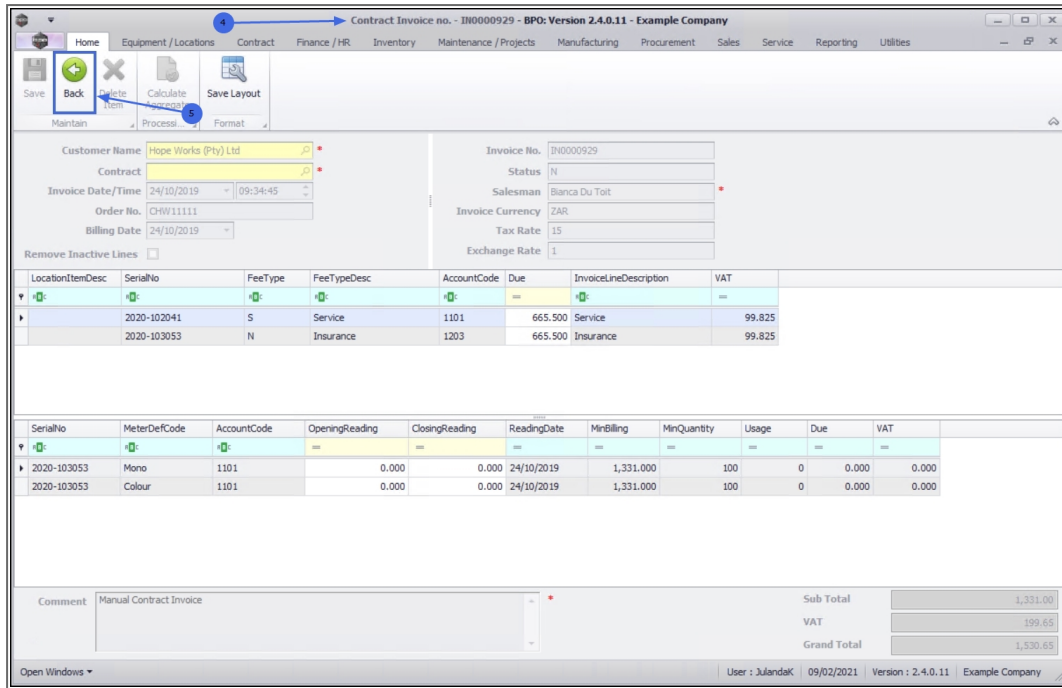 4
Contract Invoice no. - IN0000929 - BPO: Version 2.4.0.11 - Example Company
Home Equipment / Locations Contract Finance / HR Inventory Maintenance / Projects Manufacturing Procurement Sales Service Reporting Utilities
Save Back Delete Item Calculate Aggregate Save Layout
5
Maintain Processi... Format
Customer Name Hope Works (Pty) Ltd * Invoice No. IN0000929
Contract * Status N
Invoice Date/Time 24/10/2019 09:34:45 Salesman Bianca Du Toit *
Order No. CHW11111 Invoice Currency ZAR
Billing Date 24/10/2019 Tax Rate 15
Remove Inactive Lines Exchange Rate 1
LocationItemDesc SerialNo FeeType FeeTypeDesc AccountCode Due InvoiceLineDescription VAT
ABC ABC ABC ABC ABC = ABC =
2020-102041 S Service 1101 665.500 Service 99.825
2020-103053 N Insurance 1203 665.500 Insurance 99.825
SerialNo MeterDefCode AccountCode OpeningReading ClosingReading ReadingDate MinBilling MinQuantity Usage Due VAT
ABC ABC ABC = = = = = = = =
2020-103053 Mono 1101 0.000 0.000 24/10/2019 1,331.000 100 0 0.000 0.000
2020-103053 Colour 1101 0.000 0.000 24/10/2019 1,331.000 100 0 0.000 0.000
Comment Manual Contract Invoice * Sub Total 1,331.00
VAT 199.65
Grand Total 1,530.65
Open Windows User : JulandaK 09/02/2021 Version : 2.4.0.11 Example Company